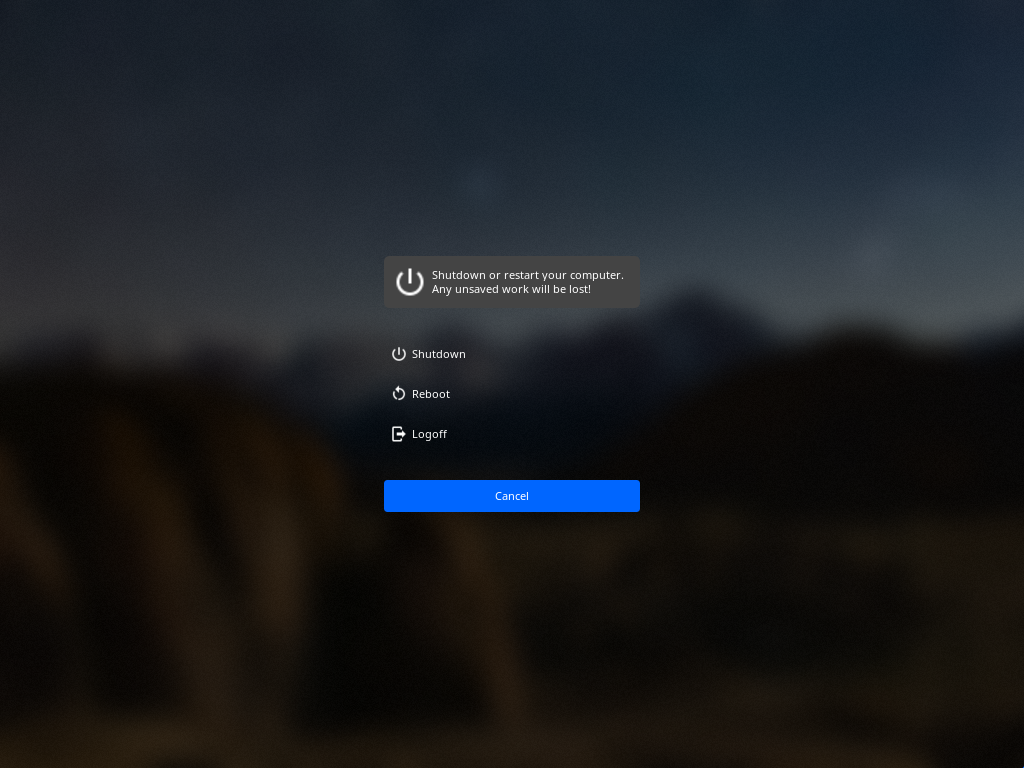 Shutdown or restart your computer.
Any unsaved work will be lost!
Shutdown
Reboot
Logoff
Cancel